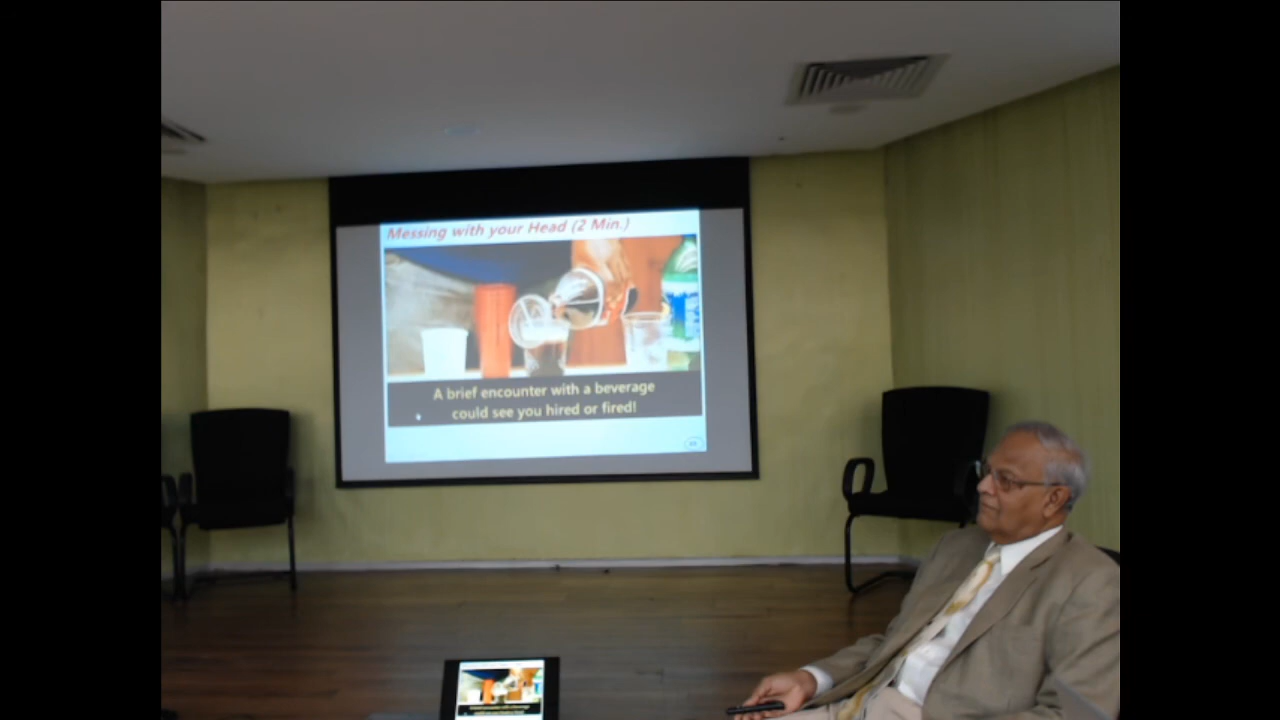 Messing with your Head (2 Min.)
A brief encounter with a beverage
could see you hired or fired!